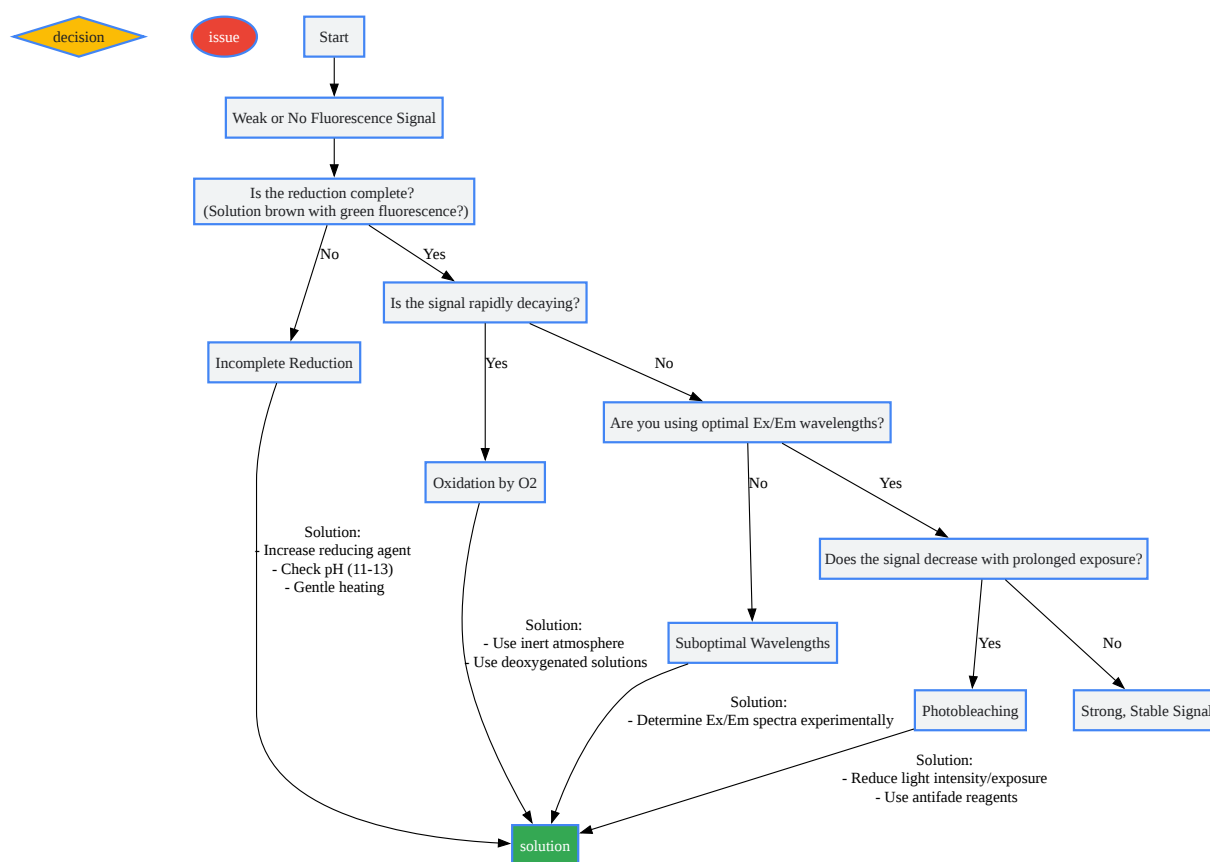 decision
issue
Start
Weak or No Fluorescence Signal
Is the reduction complete?
(Solution brown with green fluorescence?)
No
Yes
Is the signal rapidly decaying?
Incomplete Reduction
Yes
No
Are you using optimal Ex/Em wavelengths?
Oxidation by O2
No
Yes
Solution:
- Increase reducing agent
- Check pH (11-13)
- Gentle heating
Does the signal decrease with prolonged exposure?
Solution:
- Use inert atmosphere
- Use deoxygenated solutions
Suboptimal Wavelengths
Yes
No
Solution:
- Determine Ex/Em spectra experimentally
Photobleaching
Strong, Stable Signal
Solution:
- Reduce light intensity/exposure
- Use antifade reagents
solution